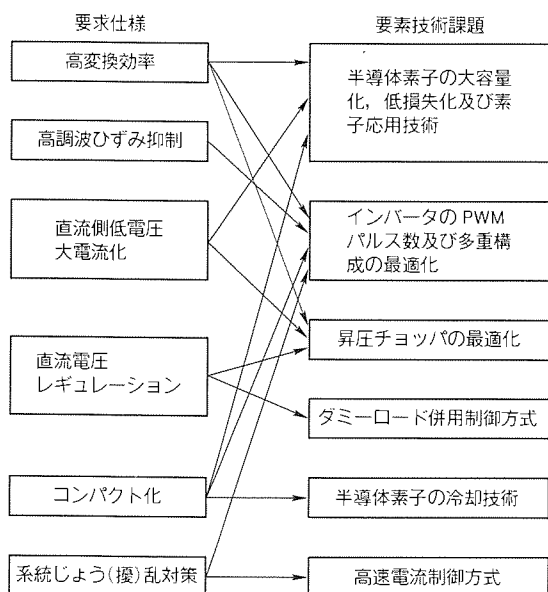 要求仕様
要素技術課題
高変換効率
高調波ひずみ抑制
直流側低電圧
大電流化
直流電圧
レギュレーション
コンパクト化
系統じょう(擾)乱対策
半導体素子の大容量
化，低損失化及び素
子応用技術
インバータのPWM
パルス数及び多重構
成の最適化
昇圧チョッパの最適化
ダミーロード併用制御方式
半導体素子の冷却技術
高速電流制御方式